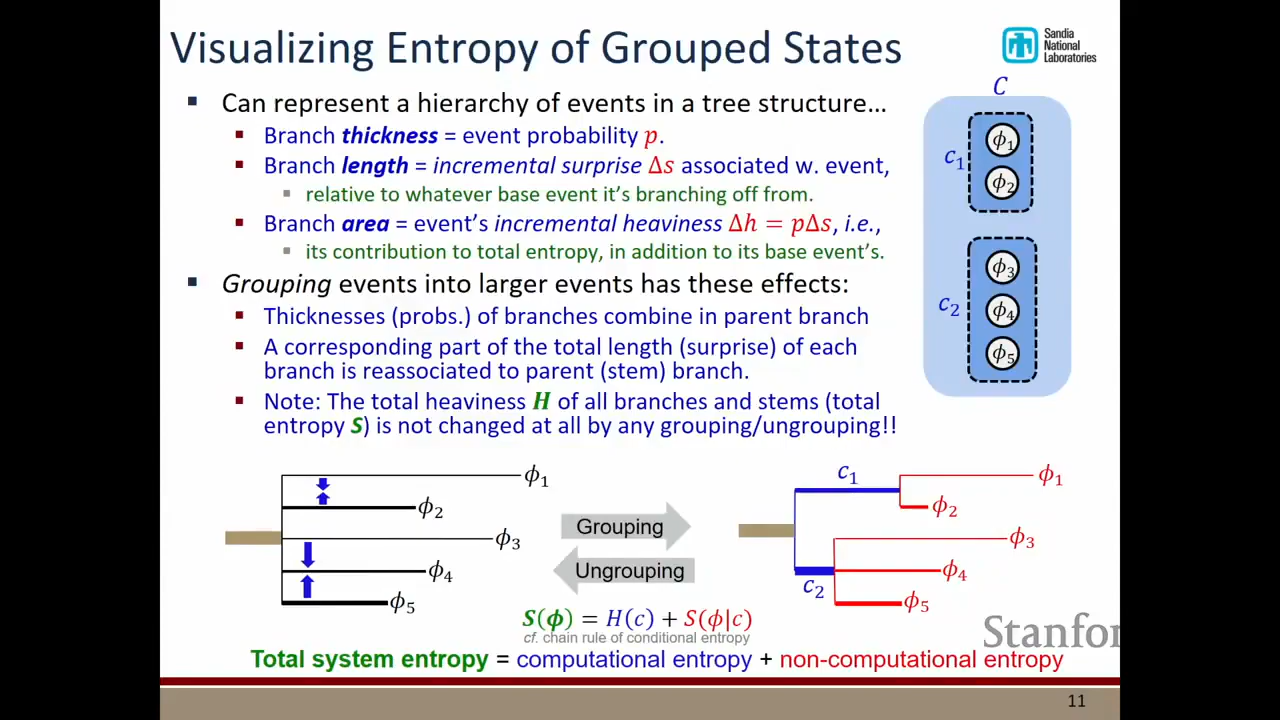 Visualizing Entropy of Grouped States
Sandia
National
Laboratories
▪ Can represent a hierarchy of events in a tree structure…
▪ Branch thickness = event probability p.
▪ Branch length = incremental surprise Δs associated w. event,
▪ relative to whatever base event it's branching off from.
▪ Branch area = event's incremental heaviness Δh = pΔs, i.e.,
▪ its contribution to total entropy, in addition to its base event's.
▪ Grouping events into larger events has these effects:
▪ Thicknesses (probs.) of branches combine in parent branch
▪ A corresponding part of the total length (surprise) of each
branch is reassociated to parent (stem) branch.
▪ Note: The total heaviness H of all branches and stems (total
entropy S) is not changed at all by any grouping/ungrouping!!
C
c₁
ϕ₁
ϕ₂
c₂
ϕ₃
ϕ₄
ϕ₅
ϕ₁
ϕ₂
ϕ₃
ϕ₄
ϕ₅
Grouping
Ungrouping
c₁
ϕ₁
ϕ₂
c₂
ϕ₃
ϕ₄
ϕ₅
S(ϕ) = H(c) + S(ϕ|c)
cf. chain rule of conditional entropy
Total system entropy = computational entropy + non-computational entropy
Stanfor
11